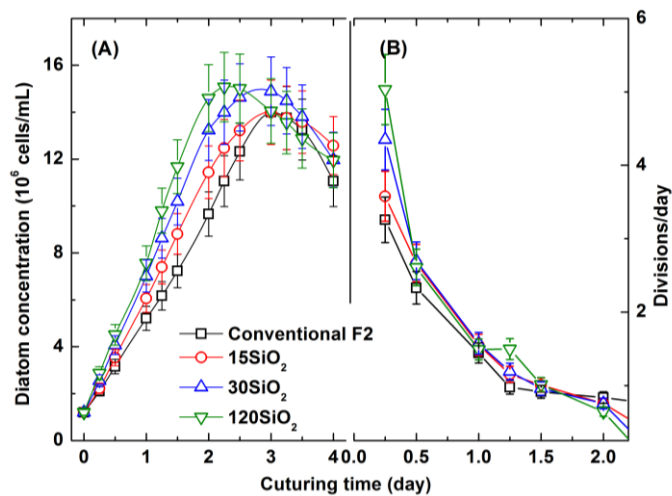 (A)
(B)
16
12
8
4
0
Diatom concentration (10⁶ cells/mL)
6
4
2
Divisions/day
Conventional F2
15SiO₂
30SiO₂
120SiO₂
0 1 2 3 4 0.0 0.5 1.0 1.5 2.0
Cuturing time (day)